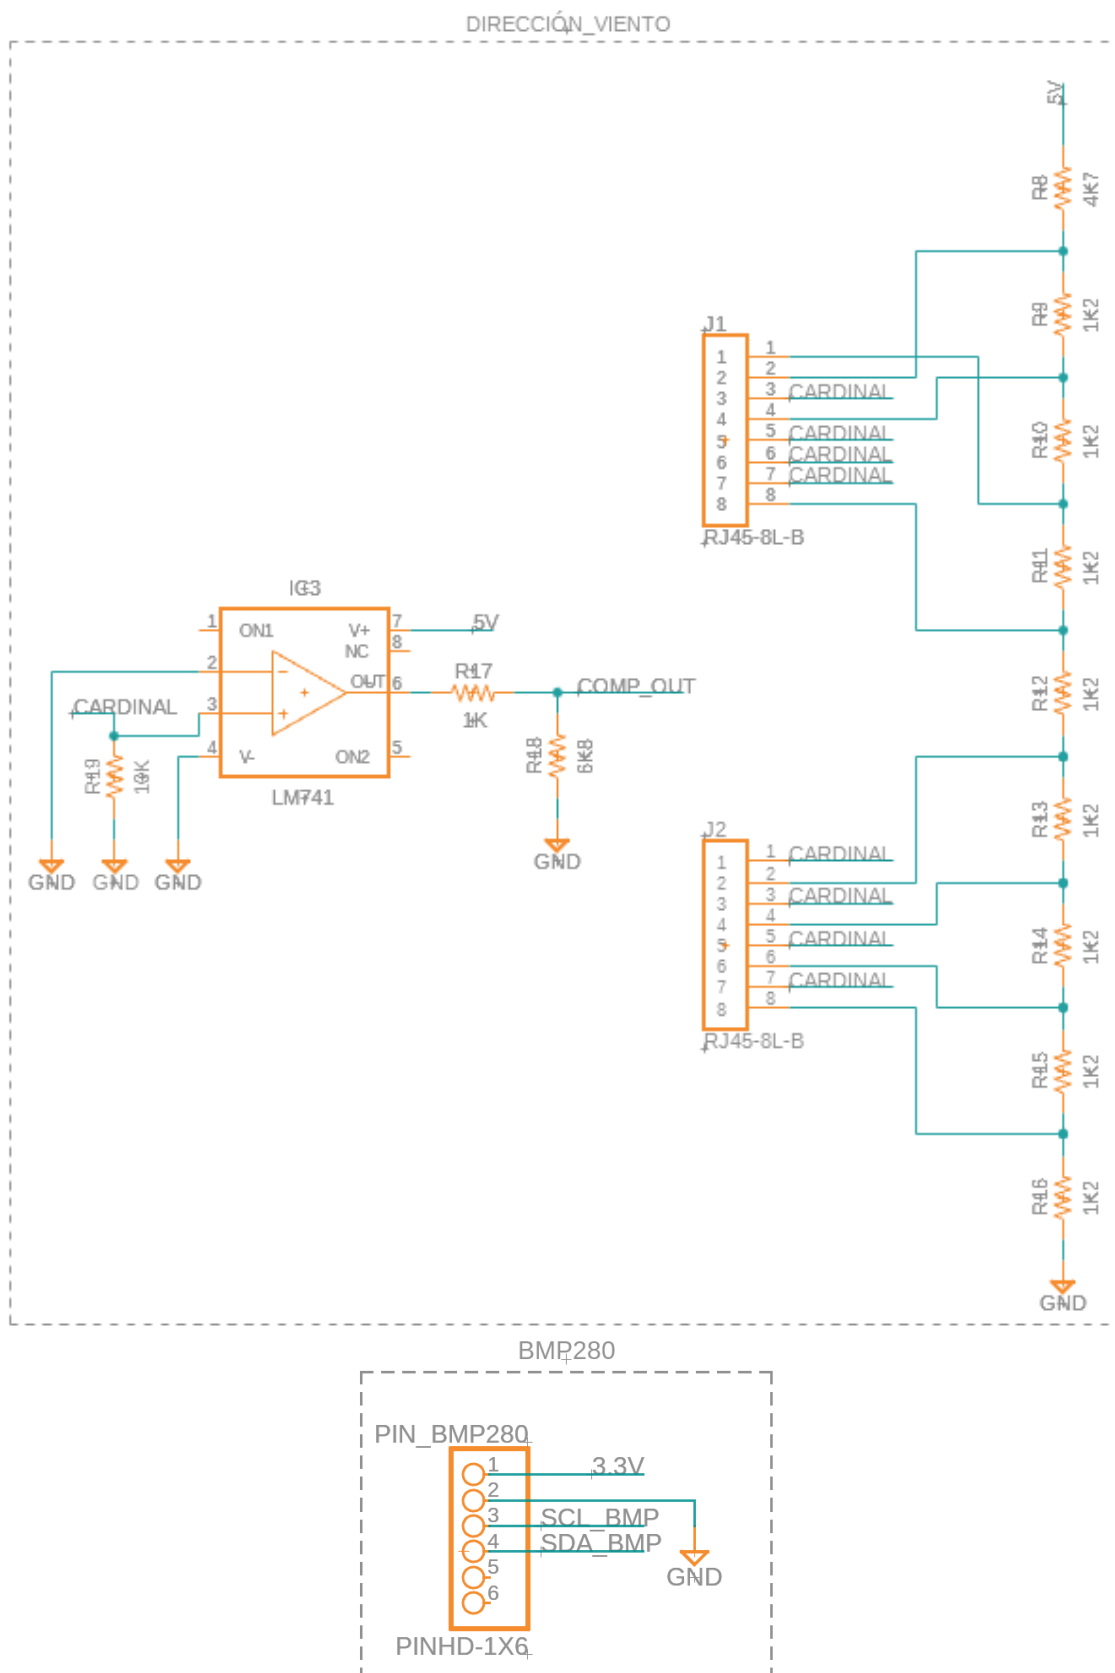 DIRECCIÓN_VIENTO
5V
R8 4K7
R9 1K2
J1
1 1
2 2
3 3 CARDINAL
4 4
5 5 CARDINAL
6 6 CARDINAL
7 7 CARDINAL
8 8
RJ45-8L-B
R10 1K2
R11 1K2
IC3
1 ON1 V+ 7 5V
NC 8
2 - OUT 6 R17 COMP_OUT
1K
CARDINAL 3 +
4 V- ON2 5
R19 10K
R18 6K8
LM741
GND GND GND
GND
R12 1K2
R13 1K2
J2
1 1 CARDINAL
2 2
3 3 CARDINAL
4 4
5 5 CARDINAL
6 6
7 7 CARDINAL
8 8
RJ45-8L-B
R14 1K2
R15 1K2
R16 1K2
GND
BMP280
PIN_BMP280
1 3.3V
2
3 SCL_BMP
4 SDA_BMP
5
6
GND
PINHD-1X6